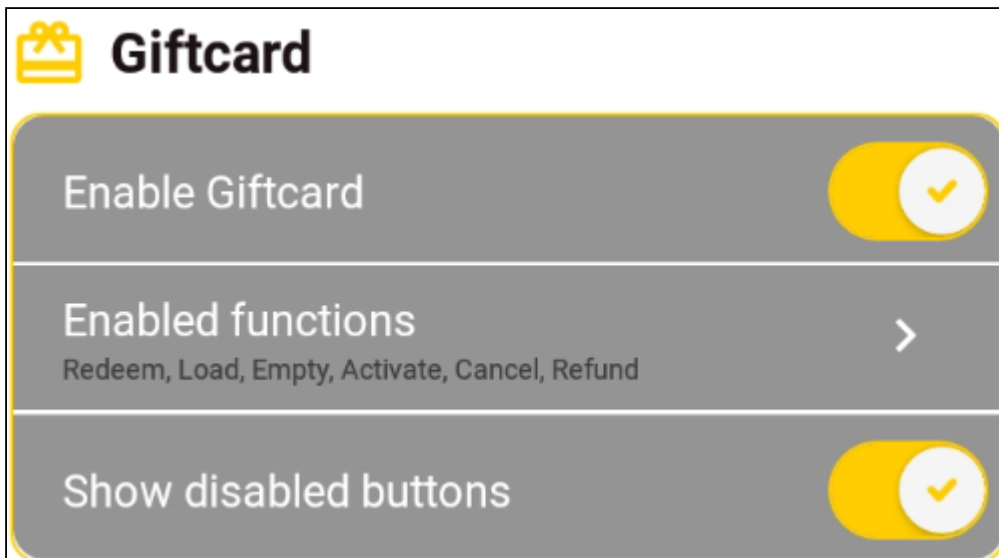 Giftcard
Enable Giftcard
Enabled functions
Redeem, Load, Empty, Activate, Cancel, Refund
Show disabled buttons